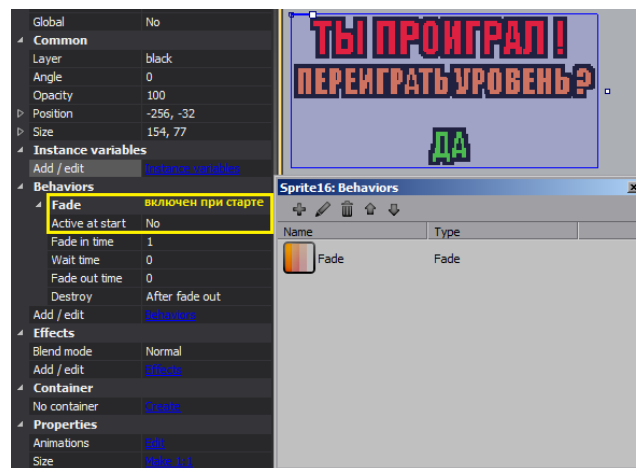 Global No
Common
Layer black
Angle 0
Opacity 100
Position -256, -32
Size 154, 77
Instance variables
Add / edit Instance variables
Behaviors
Fade включен при старте
Active at start No
Fade in time 1
Wait time 0
Fade out time 0
Destroy After fade out
Add / edit Behaviors
Effects
Blend mode Normal
Add / edit Effects
Container
No container Create
Properties
Animations Edit
Size Make 1:1
ТЫ ПРОИГРАЛ !
ПЕРЕИГРАТЬ УРОВЕНЬ ?
ДА
Sprite16: Behaviors
Name Type
Fade Fade